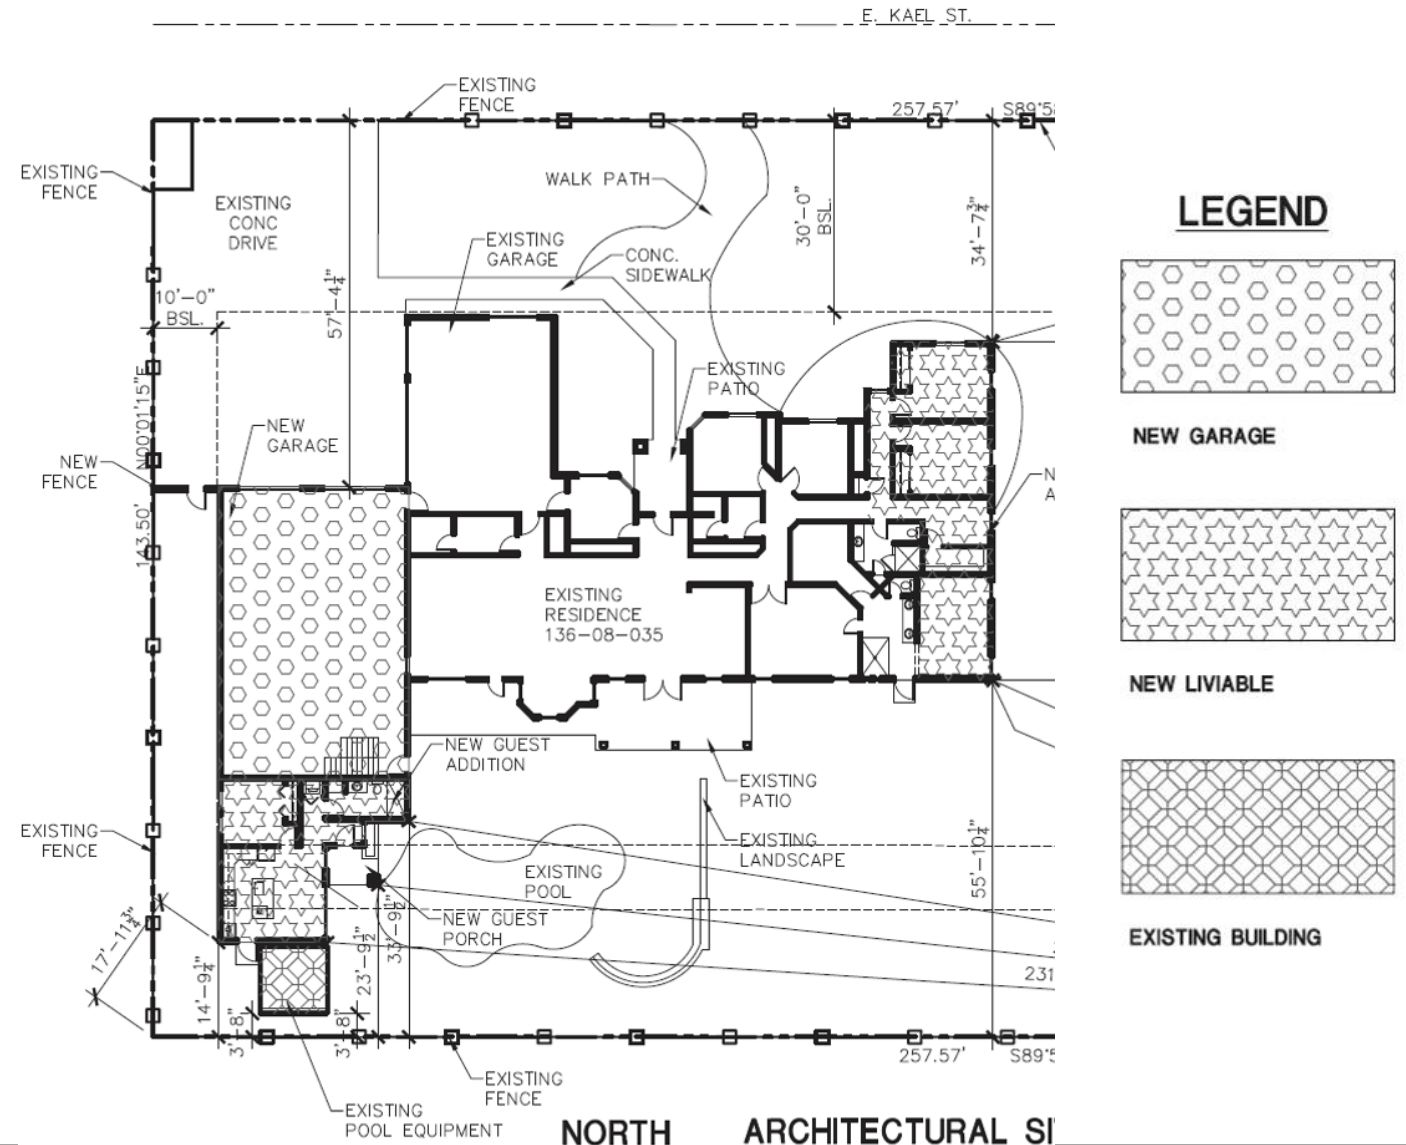 E. KAEL ST.
EXISTING
FENCE
257.57'
S89°5
EXISTING
FENCE
EXISTING
CONC
DRIVE
WALK PATH
30'-0"
BSL.
34'-7¾"
EXISTING
GARAGE
CONC.
SIDEWALK
10'-0"
BSL.
57'-4¼"
N00°01'15"E
143.50'
EXISTING
PATIO
NEW
GARAGE
NEW
FENCE
N
A
EXISTING
RESIDENCE
136-08-035
NEW GUEST
ADDITION
EXISTING
PATIO
EXISTING
FENCE
EXISTING
LANDSCAPE
EXISTING
POOL
55'-10¼"
NEW GUEST
PORCH
17'-11¾"
14'-9¼"
23'-9½"
33'-9½"
231
3'-8"
3'-8"
257.57'
S89°5
EXISTING
FENCE
EXISTING
POOL EQUIPMENT
NORTH
ARCHITECTURAL SI
LEGEND
NEW GARAGE
NEW LIVIABLE
EXISTING BUILDING